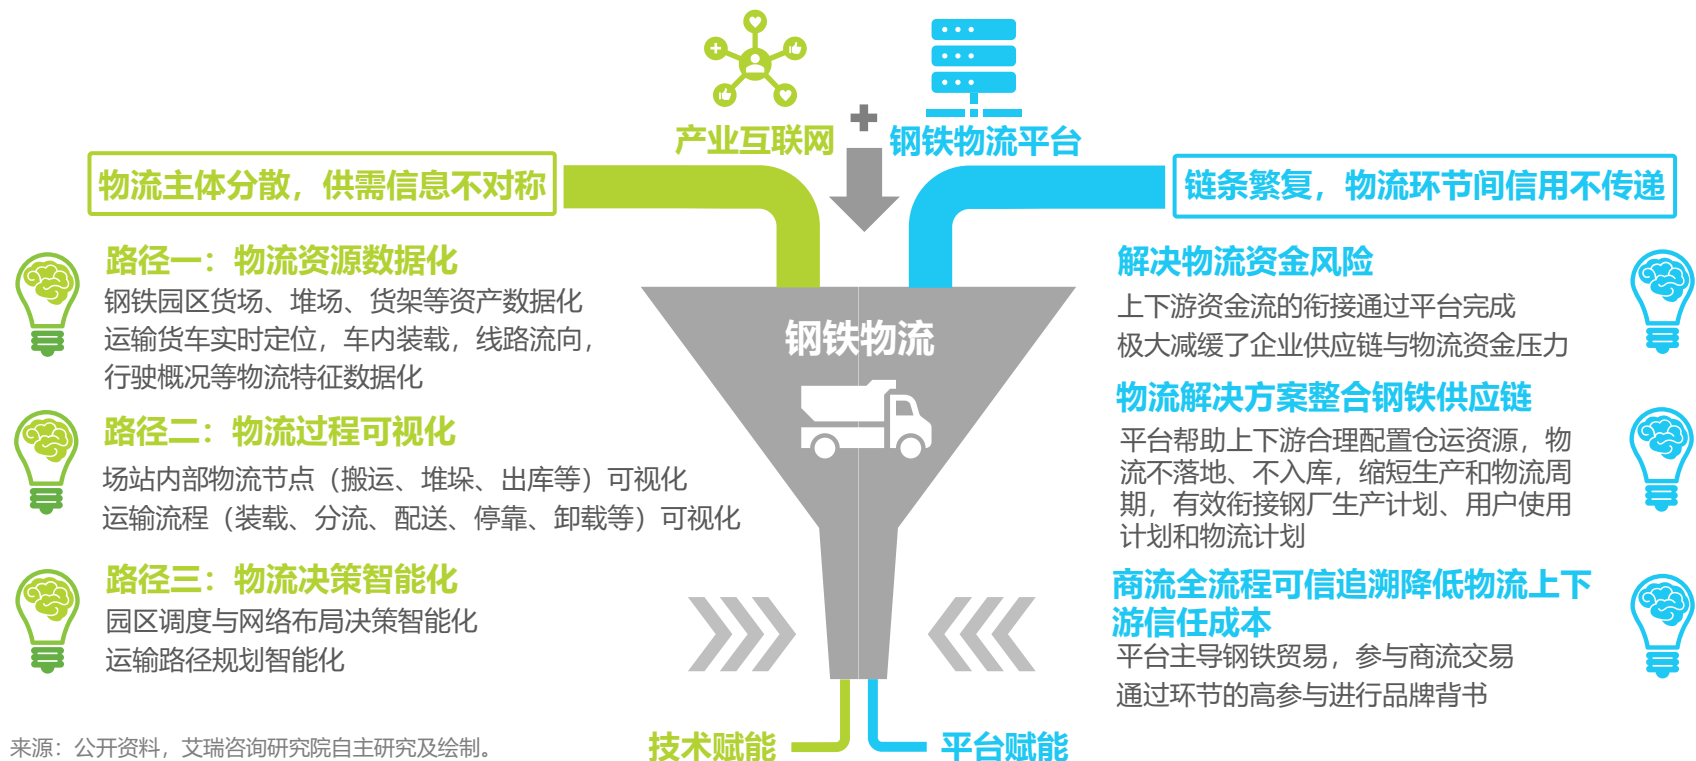 产业互联网
钢铁物流平台
物流主体分散，供需信息不对称
链条繁复，物流环节间信用不传递
路径一：物流资源数据化
钢铁园区货场、堆场、货架等资产数据化
运输货车实时定位，车内装载，线路流向，
行驶概况等物流特征数据化
路径二：物流过程可视化
场站内部物流节点（搬运、堆垛、出库等）可视化
运输流程（装载、分流、配送、停靠、卸载等）可视化
路径三：物流决策智能化
园区调度与网络布局决策智能化
运输路径规划智能化
钢铁物流
解决物流资金风险
上下游资金流的衔接通过平台完成
极大减缓了企业供应链与物流资金压力
物流解决方案整合钢铁供应链
平台帮助上下游合理配置仓运资源，物
流不落地、不入库，缩短生产和物流周
期，有效衔接钢厂生产计划、用户使用
计划和物流计划
商流全流程可信追溯降低物流上下
游信任成本
平台主导钢铁贸易，参与商流交易
通过环节的高参与进行品牌背书
技术赋能
平台赋能
来源：公开资料，艾瑞咨询研究院自主研究及绘制。